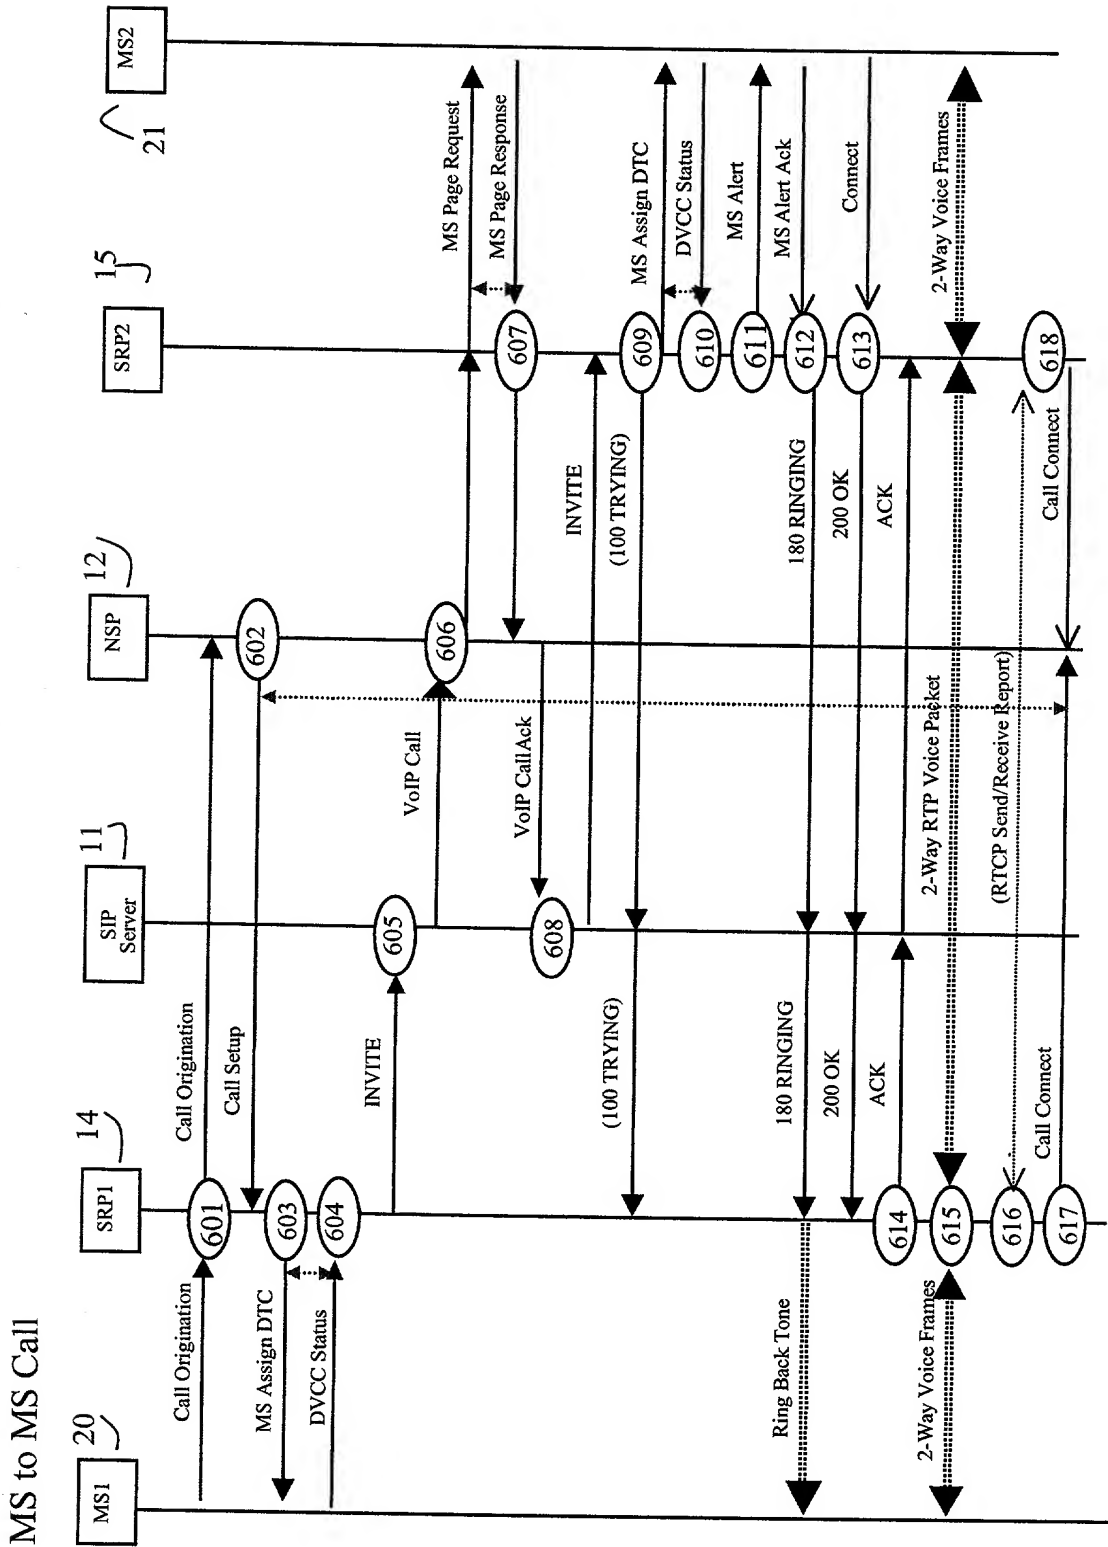 MS to MS Call
MS1
20
SRP1
14
SIP
Server
11
NSP
12
SRP2
15
MS2
21
Call Origination
601
Call Origination
602
Call Setup
603
MS Assign DTC
604
DVCC Status
INVITE
605
VoIP Call
606
MS Page Request
MS Page Response
607
VoIP CallAck
608
INVITE
609
MS Assign DTC
(100 TRYING)
(100 TRYING)
610
DVCC Status
611
MS Alert
612
MS Alert Ack
180 RINGING
180 RINGING
Ring Back Tone
613
Connect
200 OK
200 OK
614
ACK
ACK
615
2-Way Voice Frames
2-Way RTP Voice Packet
2-Way Voice Frames
616
(RTCP Send/Receive Report)
617
Call Connect
618
Call Connect